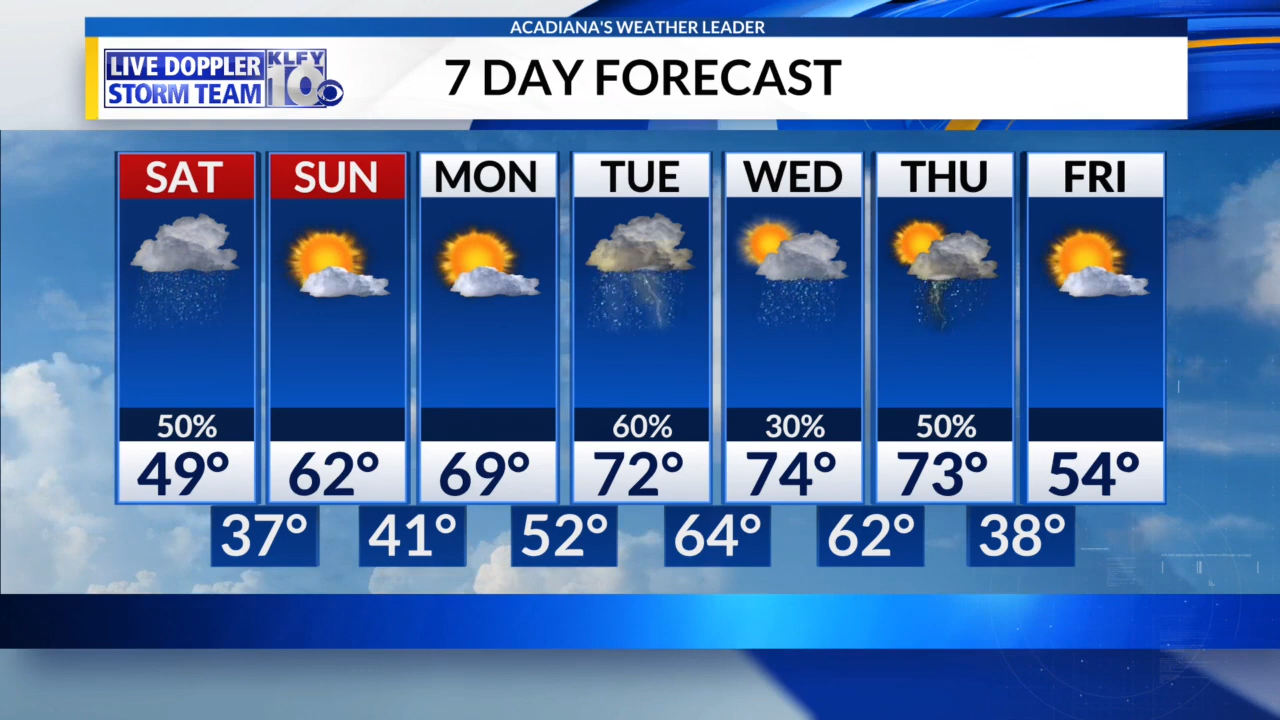 ACADIANA'S WEATHER LEADER
LIVE DOPPLER
STORM TEAM
KLFY
10
7 DAY FORECAST
SAT SUN MON TUE WED THU FRI
50% 60% 30% 50%
49° 62° 69° 72° 74° 73° 54°
37° 41° 52° 64° 62° 38°